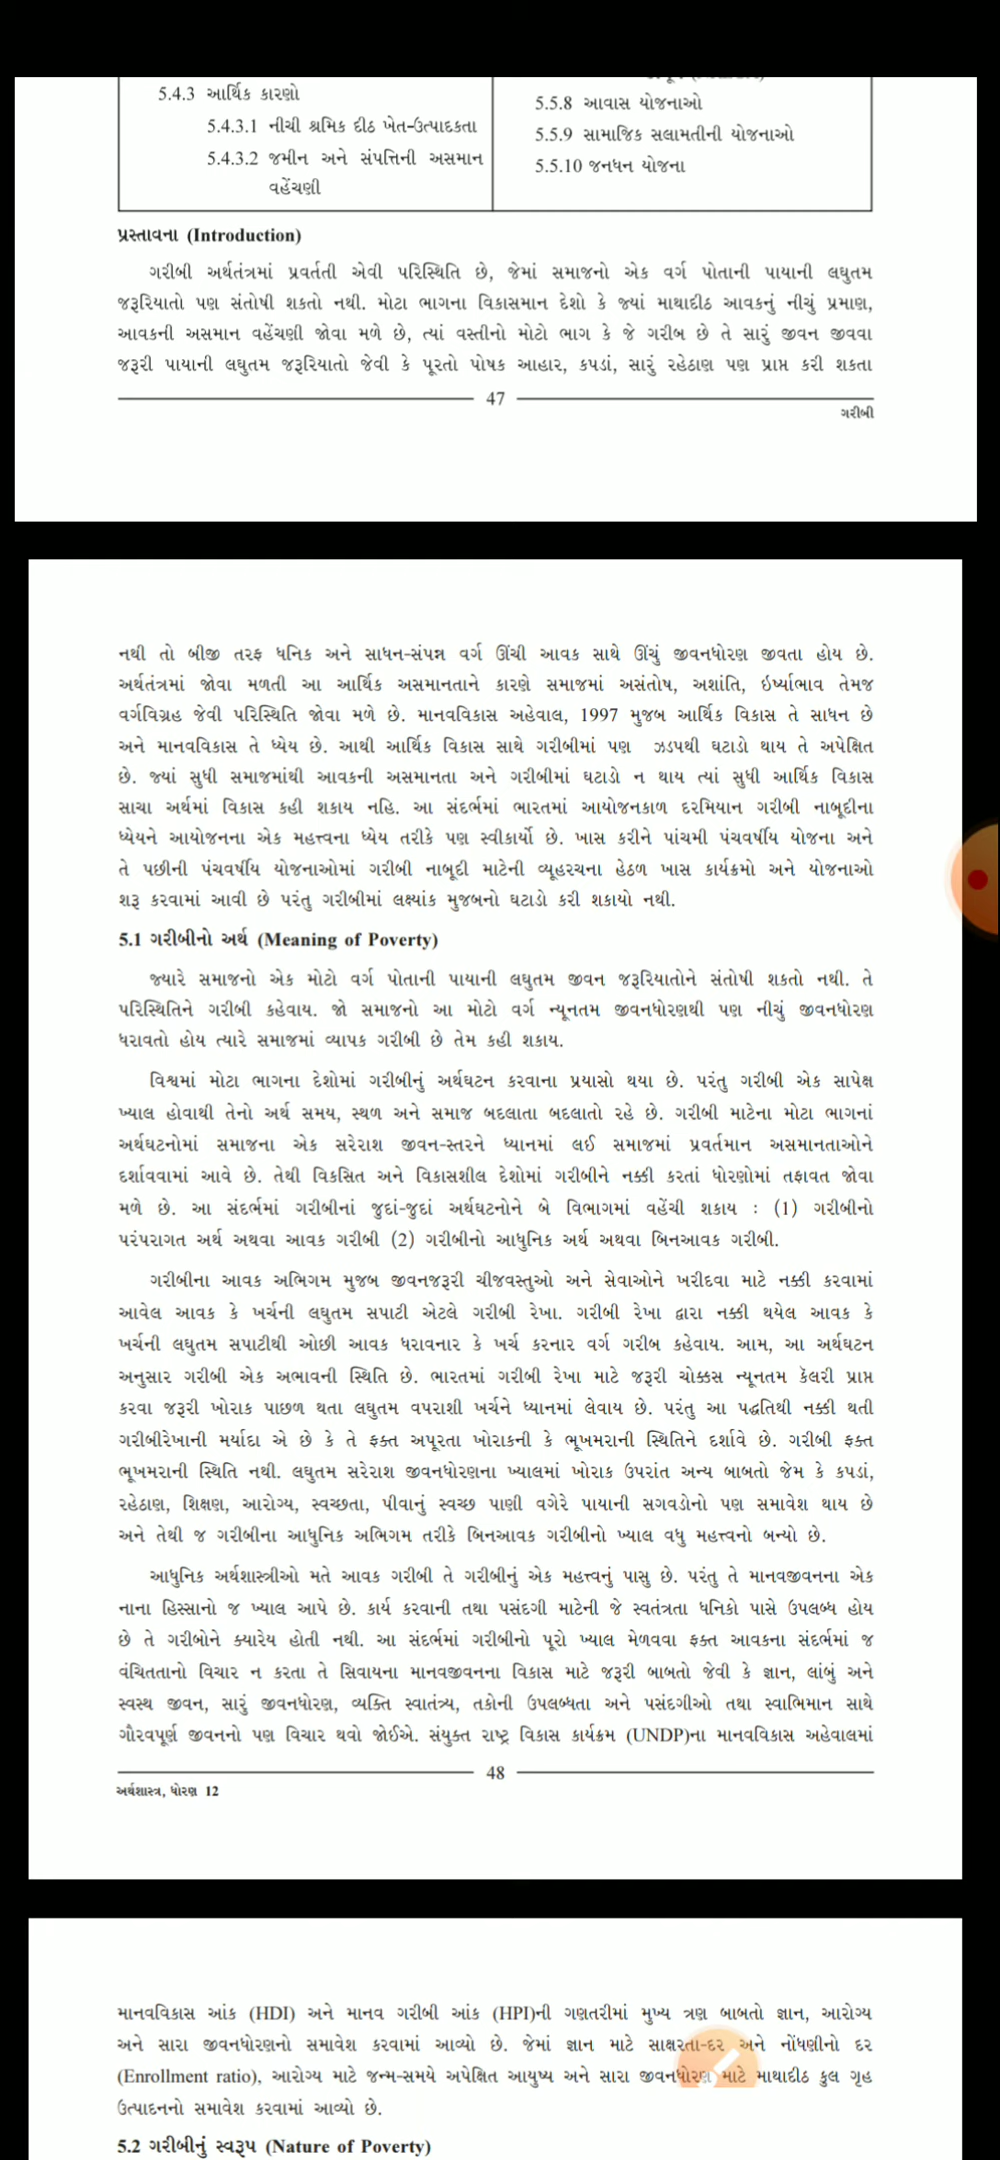 5.4.3 આર્થિક કારણો
5.4.3.1 નીચી શ્રમિક દીઠ ખેત-ઉત્પાદકતા
5.4.3.2 જમીન અને સંપત્તિની અસમાન
વહેંચણી
5.5.8 આવાસ યોજનાઓ
5.5.9 સામાજિક સલામતીની યોજનાઓ
5.5.10 જનધન યોજના
પ્રસ્તાવના (Introduction)
ગરીબી અર્થતંત્રમાં પ્રવર્તતી એવી પરિસ્થિતિ છે, જેમાં સમાજનો એક વર્ગ પોતાની પાયાની લઘુતમ
જરૂરિયાતો પણ સંતોષી શકતો નથી. મોટા ભાગના વિકાસમાન દેશો કે જ્યાં માથાદીઠ આવકનું નીચું પ્રમાણ,
આવકની અસમાન વહેંચણી જોવા મળે છે, ત્યાં વસ્તીનો મોટો ભાગ કે જે ગરીબ છે તે સારું જીવન જીવવા
જરૂરી પાયાની લઘુતમ જરૂરિયાતો જેવી કે પૂરતો પોષક આહાર, કપડાં, સારું રહેઠાણ પણ પ્રાપ્ત કરી શકતા
47
ગરીબી
નથી તો બીજી તરફ ધનિક અને સાધન-સંપન્ન વર્ગ ઊંચી આવક સાથે ઊંચું જીવનધોરણ જીવતા હોય છે.
અર્થતંત્રમાં જોવા મળતી આ આર્થિક અસમાનતાને કારણે સમાજમાં અસંતોષ, અશાંતિ, ઇર્ષ્યાભાવ તેમજ
વર્ગવિગ્રહ જેવી પરિસ્થિતિ જોવા મળે છે. માનવવિકાસ અહેવાલ, 1997 મુજબ આર્થિક વિકાસ તે સાધન છે
અને માનવવિકાસ તે ધ્યેય છે. આથી આર્થિક વિકાસ સાથે ગરીબીમાં પણ ઝડપથી ઘટાડો થાય તે અપેક્ષિત
છે. જ્યાં સુધી સમાજમાંથી આવકની અસમાનતા અને ગરીબીમાં ઘટાડો ન થાય ત્યાં સુધી આર્થિક વિકાસ
સાચા અર્થમાં વિકાસ કહી શકાય નહિ. આ સંદર્ભમાં ભારતમાં આયોજનકાળ દરમિયાન ગરીબી નાબૂદીના
ધ્યેયને આયોજનના એક મહત્ત્વના ધ્યેય તરીકે પણ સ્વીકાર્યો છે. ખાસ કરીને પાંચમી પંચવર્ષીય યોજના અને
તે પછીની પંચવર્ષીય યોજનાઓમાં ગરીબી નાબૂદી માટેની વ્યૂહરચના હેઠળ ખાસ કાર્યક્રમો અને યોજનાઓ
શરૂ કરવામાં આવી છે પરંતુ ગરીબીમાં લક્ષ્યાંક મુજબનો ઘટાડો કરી શકાયો નથી.
5.1 ગરીબીનો અર્થ (Meaning of Poverty)
જ્યારે સમાજનો એક મોટો વર્ગ પોતાની પાયાની લઘુતમ જીવન જરૂરિયાતોને સંતોષી શકતો નથી. તે
પરિસ્થિતિને ગરીબી કહેવાય. જો સમાજનો આ મોટો વર્ગ ન્યૂનતમ જીવનધોરણથી પણ નીચું જીવનધોરણ
ધરાવતો હોય ત્યારે સમાજમાં વ્યાપક ગરીબી છે તેમ કહી શકાય.
વિશ્વમાં મોટા ભાગના દેશોમાં ગરીબીનું અર્થઘટન કરવાના પ્રયાસો થયા છે. પરંતુ ગરીબી એક સાપેક્ષ
ખ્યાલ હોવાથી તેનો અર્થ સમય, સ્થળ અને સમાજ બદલાતા બદલાતો રહે છે. ગરીબી માટેના મોટા ભાગનાં
અર્થઘટનોમાં સમાજના એક સરેરાશ જીવન-સ્તરને ધ્યાનમાં લઈ સમાજમાં પ્રવર્તમાન અસમાનતાઓને
દર્શાવવામાં આવે છે. તેથી વિકસિત અને વિકાસશીલ દેશોમાં ગરીબીને નક્કી કરતાં ધોરણોમાં તફાવત જોવા
મળે છે. આ સંદર્ભમાં ગરીબીનાં જુદાં-જુદાં અર્થઘટનોને બે વિભાગમાં વહેંચી શકાય : (1) ગરીબીનો
પરંપરાગત અર્થ અથવા આવક ગરીબી (2) ગરીબીનો આધુનિક અર્થ અથવા બિનઆવક ગરીબી.
ગરીબીના આવક અભિગમ મુજબ જીવનજરૂરી ચીજવસ્તુઓ અને સેવાઓને ખરીદવા માટે નક્કી કરવામાં
આવેલ આવક કે ખર્ચની લઘુતમ સપાટી એટલે ગરીબી રેખા. ગરીબી રેખા દ્વારા નક્કી થયેલ આવક કે
ખર્ચની લઘુતમ સપાટીથી ઓછી આવક ધરાવનાર કે ખર્ચ કરનાર વર્ગ ગરીબ કહેવાય. આમ, આ અર્થઘટન
અનુસાર ગરીબી એક અભાવની સ્થિતિ છે. ભારતમાં ગરીબી રેખા માટે જરૂરી ચોક્કસ ન્યૂનતમ કૅલરી પ્રાપ્ત
કરવા જરૂરી ખોરાક પાછળ થતા લઘુતમ વપરાશી ખર્ચને ધ્યાનમાં લેવાય છે. પરંતુ આ પદ્ધતિથી નક્કી થતી
ગરીબીરેખાની મર્યાદા એ છે કે તે ફક્ત અપૂરતા ખોરાકની કે ભૂખમરાની સ્થિતિને દર્શાવે છે. ગરીબી ફક્ત
ભૂખમરાની સ્થિતિ નથી. લઘુતમ સરેરાશ જીવનધોરણના ખ્યાલમાં ખોરાક ઉપરાંત અન્ય બાબતો જેમ કે કપડાં,
રહેઠાણ, શિક્ષણ, આરોગ્ય, સ્વચ્છતા, પીવાનું સ્વચ્છ પાણી વગેરે પાયાની સગવડોનો પણ સમાવેશ થાય છે
અને તેથી જ ગરીબીના આધુનિક અભિગમ તરીકે બિનઆવક ગરીબીનો ખ્યાલ વધુ મહત્ત્વનો બન્યો છે.
આધુનિક અર્થશાસ્ત્રીઓ મતે આવક ગરીબી તે ગરીબીનું એક મહત્ત્વનું પાસુ છે. પરંતુ તે માનવજીવનના એક
નાના હિસ્સાનો જ ખ્યાલ આપે છે. કાર્ય કરવાની તથા પસંદગી માટેની જે સ્વતંત્રતા ધનિકો પાસે ઉપલબ્ધ હોય
છે તે ગરીબોને ક્યારેય હોતી નથી. આ સંદર્ભમાં ગરીબીનો પૂરો ખ્યાલ મેળવવા ફક્ત આવકના સંદર્ભમાં જ
વંચિતતાનો વિચાર ન કરતા તે સિવાયના માનવજીવનના વિકાસ માટે જરૂરી બાબતો જેવી કે જ્ઞાન, લાંબું અને
સ્વસ્થ જીવન, સારું જીવનધોરણ, વ્યક્તિ સ્વાતંત્ર્ય, તકોની ઉપલબ્ધતા અને પસંદગીઓ તથા સ્વાભિમાન સાથે
ગૌરવપૂર્ણ જીવનનો પણ વિચાર થવો જોઈએ. સંયુક્ત રાષ્ટ્ર વિકાસ કાર્યક્રમ (UNDP)ના માનવવિકાસ અહેવાલમાં
48
અર્થશાસ્ત્ર, ધોરણ 12
માનવવિકાસ આંક (HDI) અને માનવ ગરીબી આંક (HPI)ની ગણતરીમાં મુખ્ય ત્રણ બાબતો જ્ઞાન, આરોગ્ય
અને સારા જીવનધોરણનો સમાવેશ કરવામાં આવ્યો છે. જેમાં જ્ઞાન માટે સાક્ષરતા-દર અને નોંધણીનો દર
(Enrollment ratio), આરોગ્ય માટે જન્મ-સમયે અપેક્ષિત આયુષ્ય અને સારા જીવનધોરણ માટે માથાદીઠ કુલ ગૃહ
ઉત્પાદનનો સમાવેશ કરવામાં આવ્યો છે.
5.2 ગરીબીનું સ્વરૂપ (Nature of Poverty)